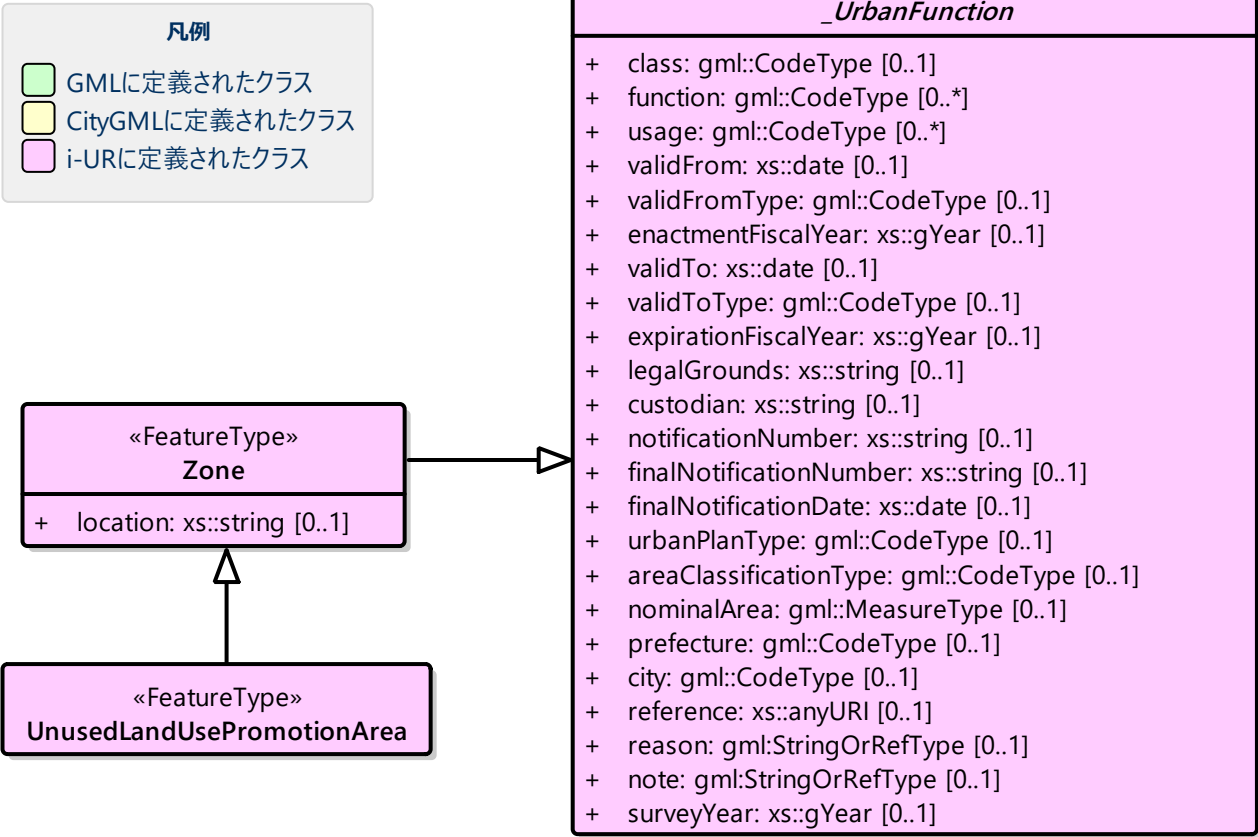 凡例
GMLに定義されたクラス
CityGMLに定義されたクラス
i-URに定義されたクラス
_UrbanFunction
+ class: gml::CodeType [0..1]
+ function: gml::CodeType [0..*]
+ usage: gml::CodeType [0..*]
+ validFrom: xs::date [0..1]
+ validFromType: gml::CodeType [0..1]
+ enactmentFiscalYear: xs::gYear [0..1]
+ validTo: xs::date [0..1]
+ validToType: gml::CodeType [0..1]
+ expirationFiscalYear: xs::gYear [0..1]
+ legalGrounds: xs::string [0..1]
+ custodian: xs::string [0..1]
+ notificationNumber: xs::string [0..1]
+ finalNotificationNumber: xs::string [0..1]
+ finalNotificationDate: xs::date [0..1]
+ urbanPlanType: gml::CodeType [0..1]
+ areaClassificationType: gml::CodeType [0..1]
+ nominalArea: gml::MeasureType [0..1]
+ prefecture: gml::CodeType [0..1]
+ city: gml::CodeType [0..1]
+ reference: xs::anyURI [0..1]
+ reason: gml:StringOrRefType [0..1]
+ note: gml:StringOrRefType [0..1]
+ surveyYear: xs::gYear [0..1]
«FeatureType»
Zone
+ location: xs::string [0..1]
«FeatureType»
UnusedLandUsePromotionArea